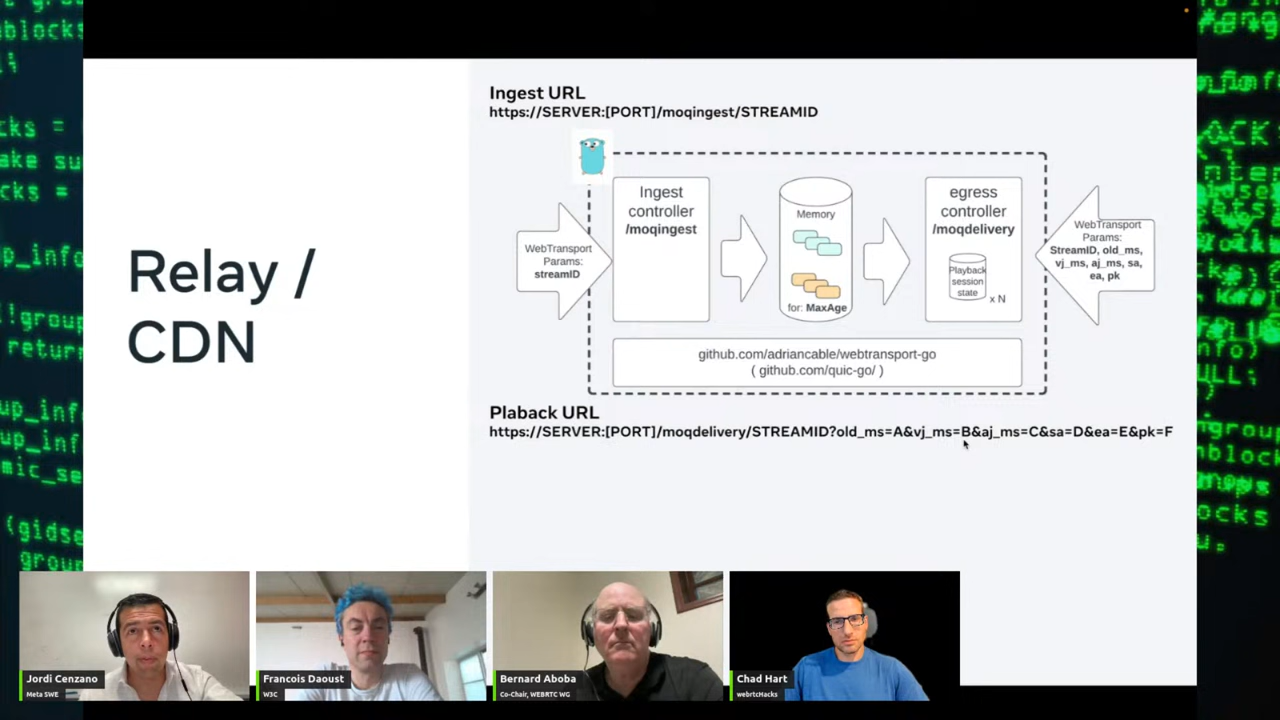 Relay /
CDN
Ingest URL
https://SERVER:[PORT]/moqingest/STREAMID
WebTransport
Params:
streamID
Ingest
controller
/moqingest
Memory
for: MaxAge
egress
controller
/moqdelivery
Playback
session
state
x N
WebTransport
Params:
StreamID, old_ms,
vj_ms, aj_ms, sa,
ea, pk
github.com/adriancable/webtransport-go
( github.com/quic-go/ )
Plaback URL
https://SERVER:[PORT]/moqdelivery/STREAMID?old_ms=A&vj_ms=B&aj_ms=C&sa=D&ea=E&pk=F
Jordi Cenzano
Meta SWE
Francois Daoust
W3C
Bernard Aboba
Co-Chair, WEBRTC WG
Chad Hart
webrtcHacks